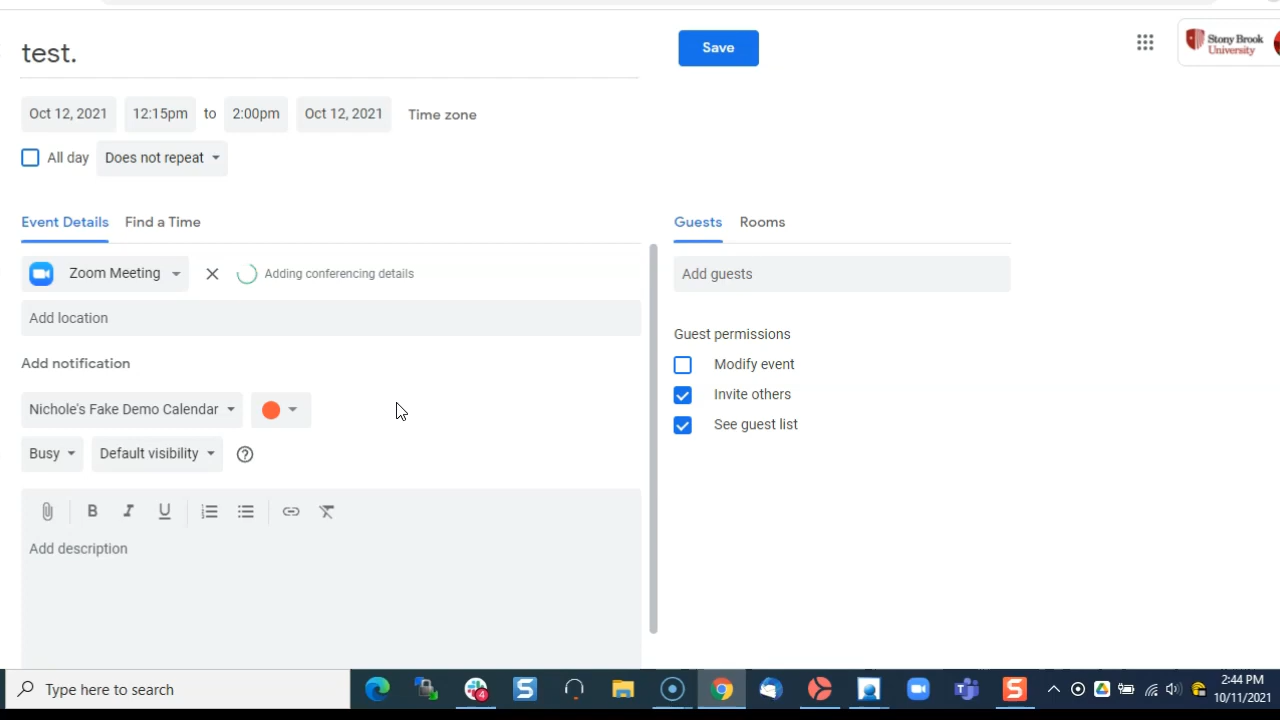 test.
Save
Stony Brook
University
Oct 12, 2021 12:15pm to 2:00pm Oct 12, 2021 Time zone
All day Does not repeat
Event Details Find a Time
Guests Rooms
Zoom Meeting Adding conferencing details
Add guests
Add location
Guest permissions
Add notification
Modify event
Invite others
Nichole's Fake Demo Calendar
See guest list
Busy Default visibility
B I U
Add description
Type here to search
S
4
S
2:44 PM
10/11/2021